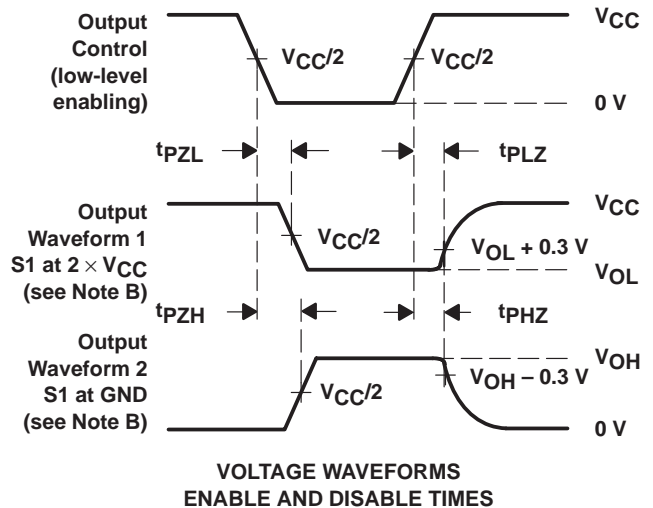 Output
Control
(low-level
enabling)
VCC/2
VCC/2
VCC
0 V
tPZL
tPLZ
Output
Waveform 1
S1 at 2 × VCC
(see Note B)
VCC/2
VCC
VOL + 0.3 V
VOL
tPZH
tPHZ
Output
Waveform 2
S1 at GND
(see Note B)
VCC/2
VOH
VOH – 0.3 V
0 V
VOLTAGE WAVEFORMS
ENABLE AND DISABLE TIMES